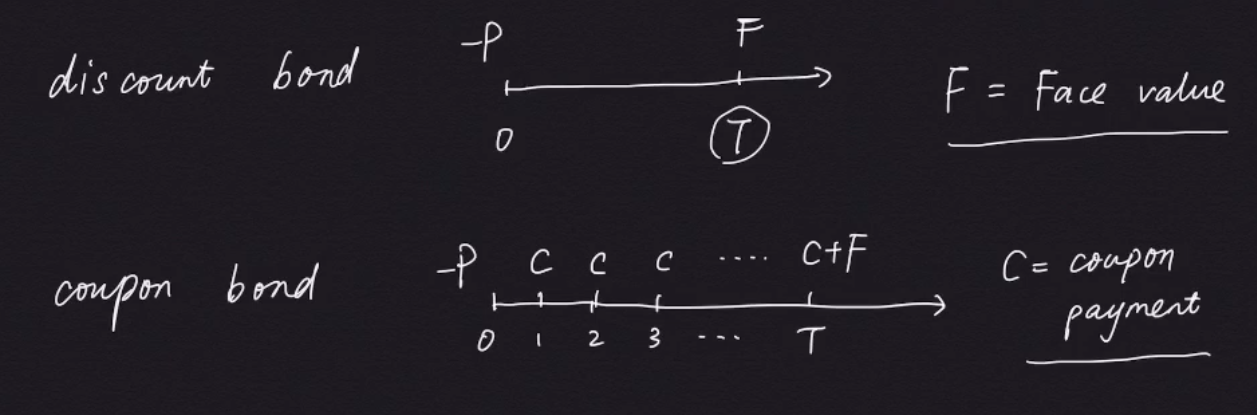 discount bond
-P F
0 T
F = Face value
coupon bond
-P C C C .... C+F
0 1 2 3 ... T
C = coupon
payment